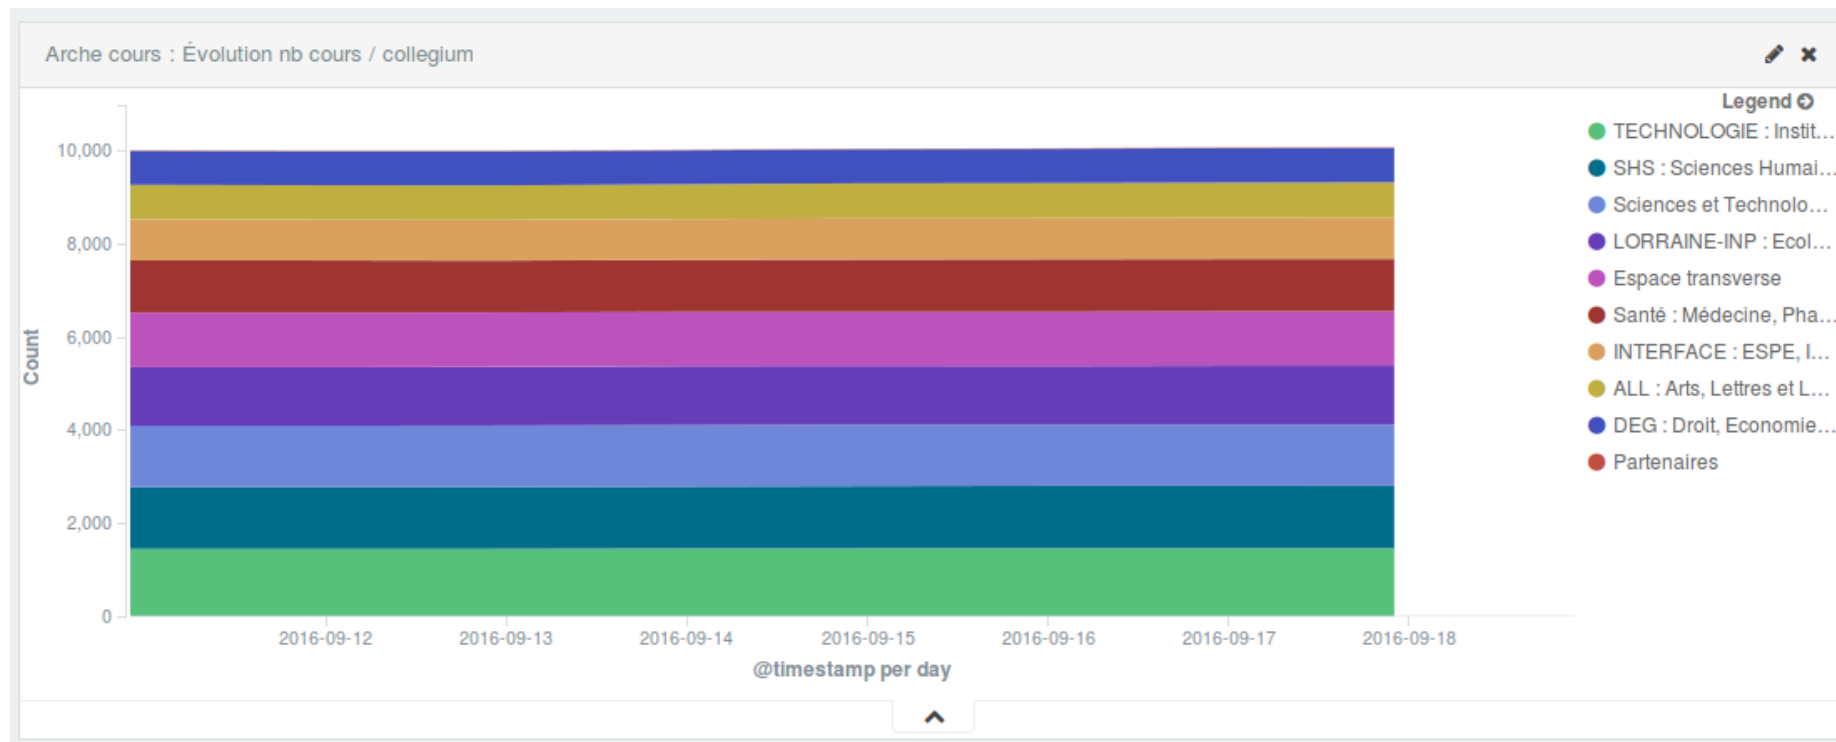 Arche cours : Évolution nb cours / collegium
Legend
TECHNOLOGIE : Instit...
SHS : Sciences Humai...
Sciences et Technolo...
LORRAINE-INP : Ecol...
Espace transverse
Santé : Médecine, Pha...
INTERFACE : ESPE, I...
ALL : Arts, Lettres et L...
DEG : Droit, Economie...
Partenaires
Count
10,000
8,000
6,000
4,000
2,000
0
2016-09-12 2016-09-13 2016-09-14 2016-09-15 2016-09-16 2016-09-17 2016-09-18
@timestamp per day